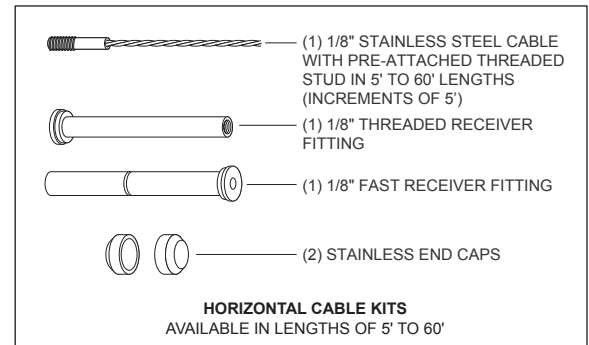 (1) 1/8" STAINLESS STEEL CABLE
WITH PRE-ATTACHED THREADED
STUD IN 5' TO 60' LENGTHS
(INCREMENTS OF 5’)
(1) 1/8" THREADED RECEIVER
FITTING
(1) 1/8" FAST RECEIVER FITTING
(2) STAINLESS END CAPS
HORIZONTAL CABLE KITS
AVAILABLE IN LENGTHS OF 5' TO 60'